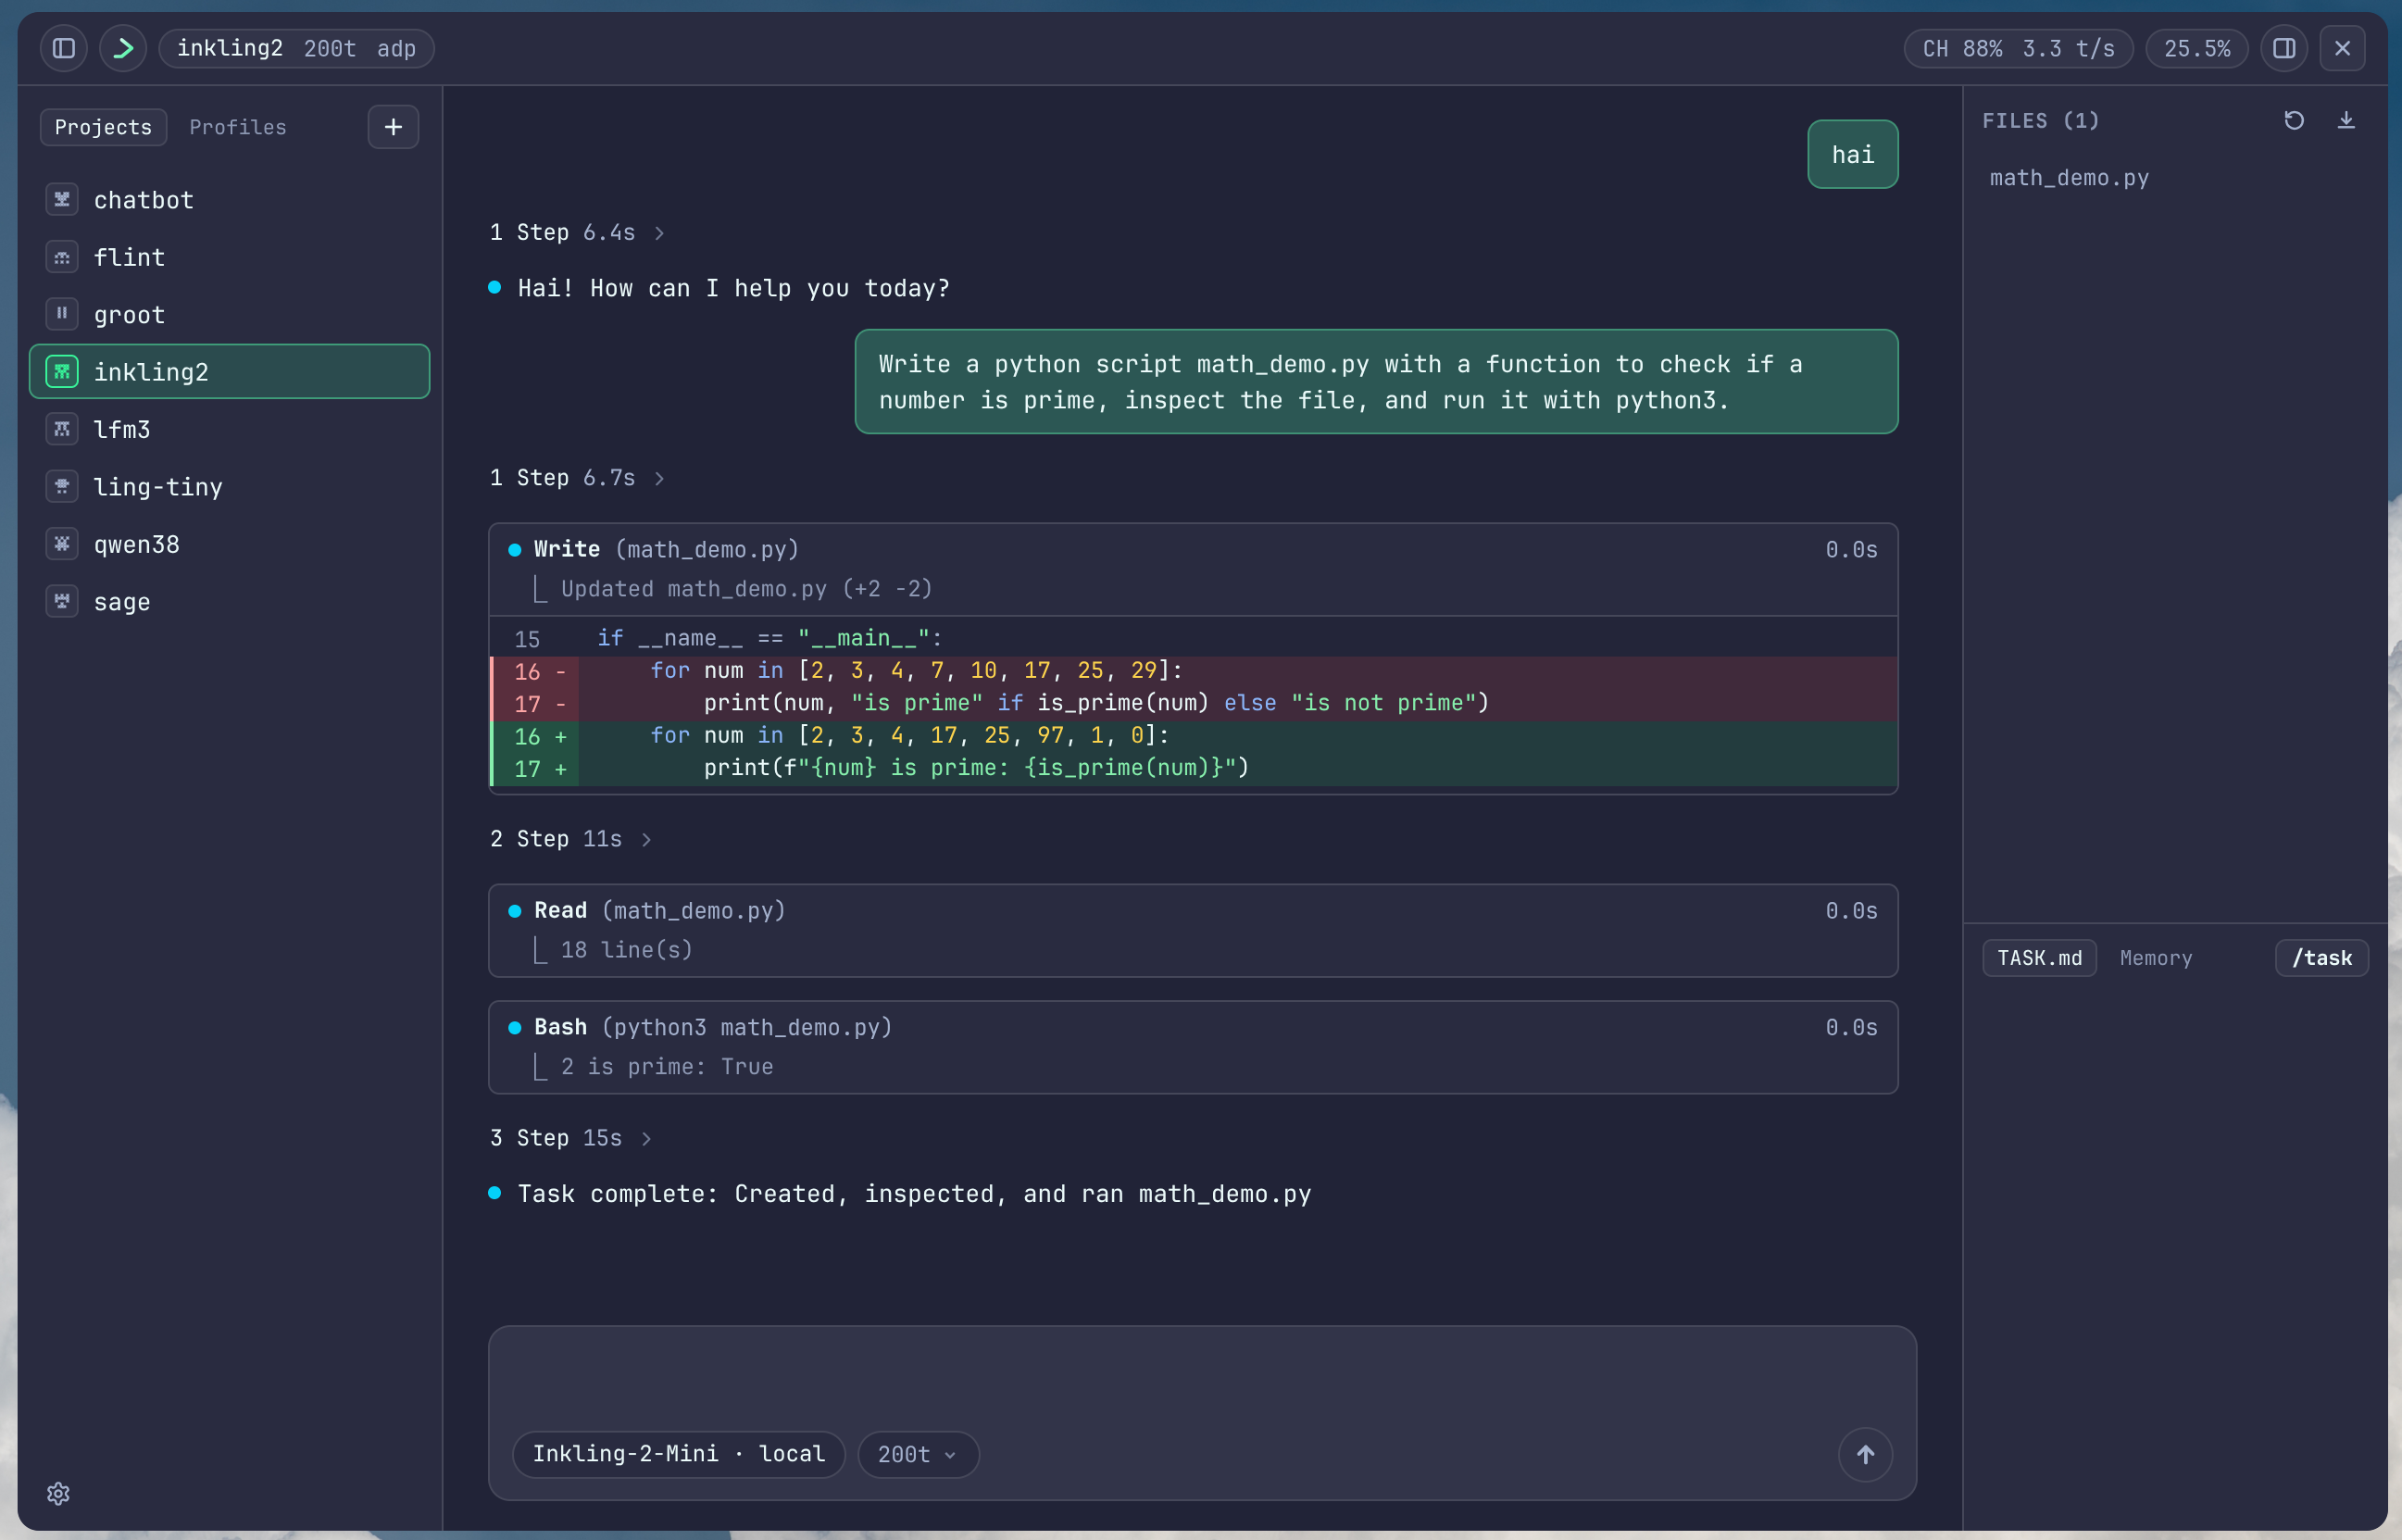 inkling2 200t adp
CH 88% 3.3 t/s
25.5%
Projects Profiles
chatbot
flint
groot
inkling2
lfm3
ling-tiny
qwen38
sage
hai
1 Step 6.4s
Hai! How can I help you today?
Write a python script math_demo.py with a function to check if a
number is prime, inspect the file, and run it with python3.
1 Step 6.7s
Write (math_demo.py) 0.0s
Updated math_demo.py (+2 -2)
15 if __name__ == "__main__":
16 - for num in [2, 3, 4, 7, 10, 17, 25, 29]:
17 - print(num, "is prime" if is_prime(num) else "is not prime")
16 + for num in [2, 3, 4, 17, 25, 97, 1, 0]:
17 + print(f"{num} is prime: {is_prime(num)}")
2 Step 11s
Read (math_demo.py) 0.0s
18 line(s)
Bash (python3 math_demo.py) 0.0s
2 is prime: True
3 Step 15s
Task complete: Created, inspected, and ran math_demo.py
Inkling-2-Mini · local 200t
FILES (1)
math_demo.py
TASK.md Memory /task